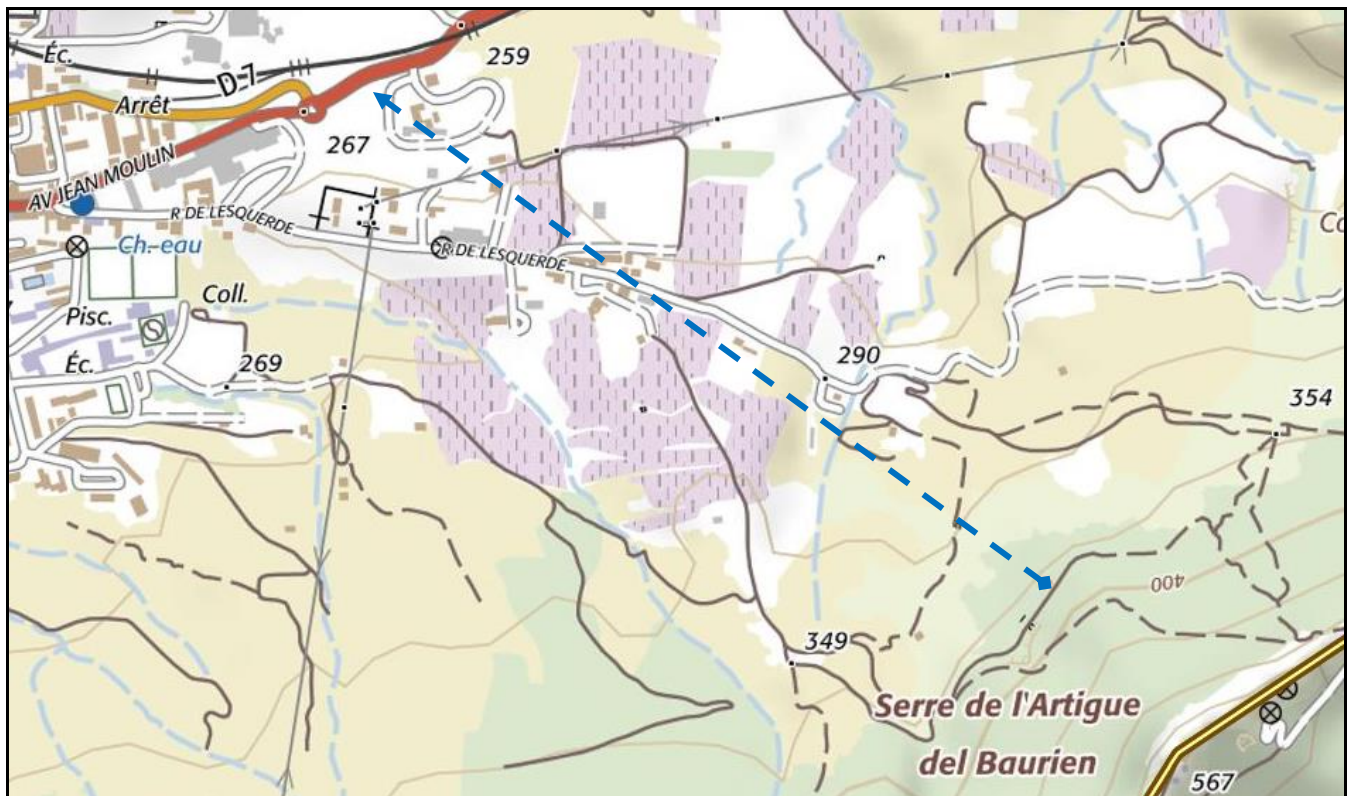 Éc.
D 7
259
Arrêt
267
AV JEAN MOULIN
R DE LESQUERDE
Ch. eau
R DE LESQUERDE
Coll.
Pisc.
Éc.
269
290
354
400
349
Serre de l'Artigue
del Baurien
567